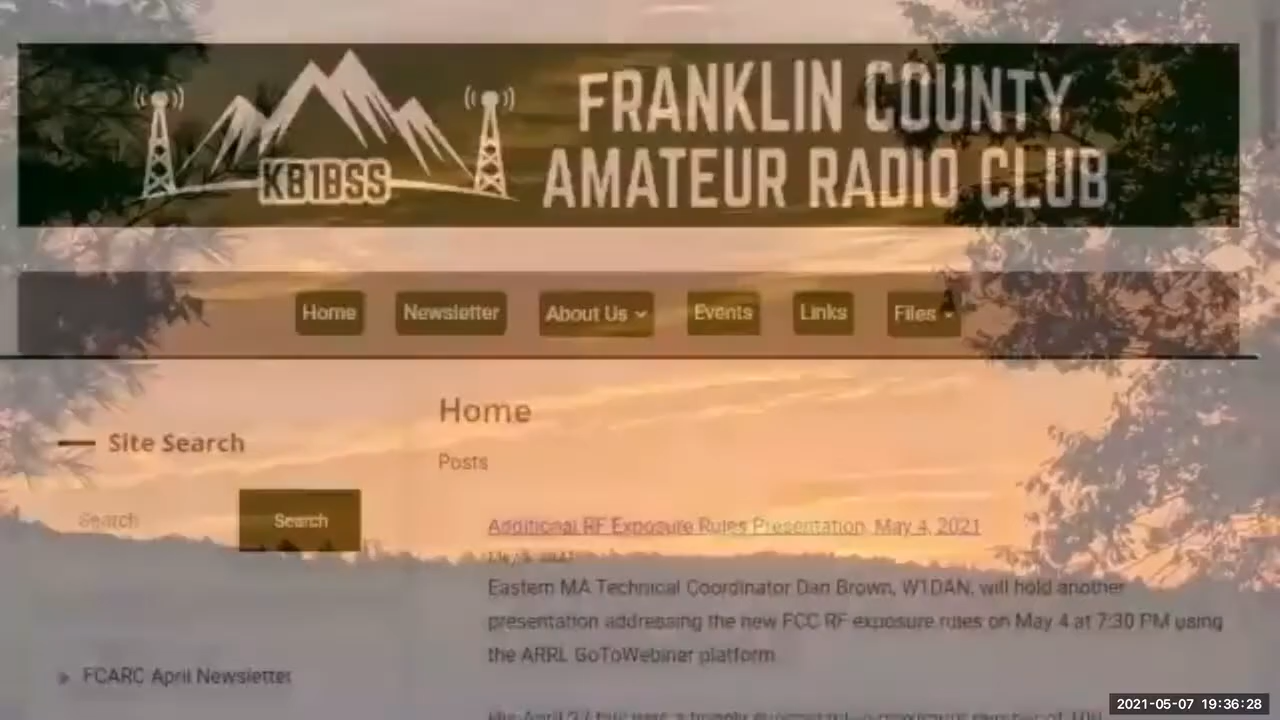 FRANKLIN COUNTY
AMATEUR RADIO CLUB
KB1BSS
Home
Newsletter
About Us
Events
Links
Files
Home
Site Search
Posts
Search
Search
Additional RF Exposure Rules Presentation, May 4, 2021
Eastern MA Technical Coordinator Dan Brown, W1DAN, will hold another
presentation addressing the new FCC RF exposure rules on May 4 at 7:30 PM using
the ARRL GoToWebinar platform.
FCARC April Newsletter
2021-05-07 19:36:28